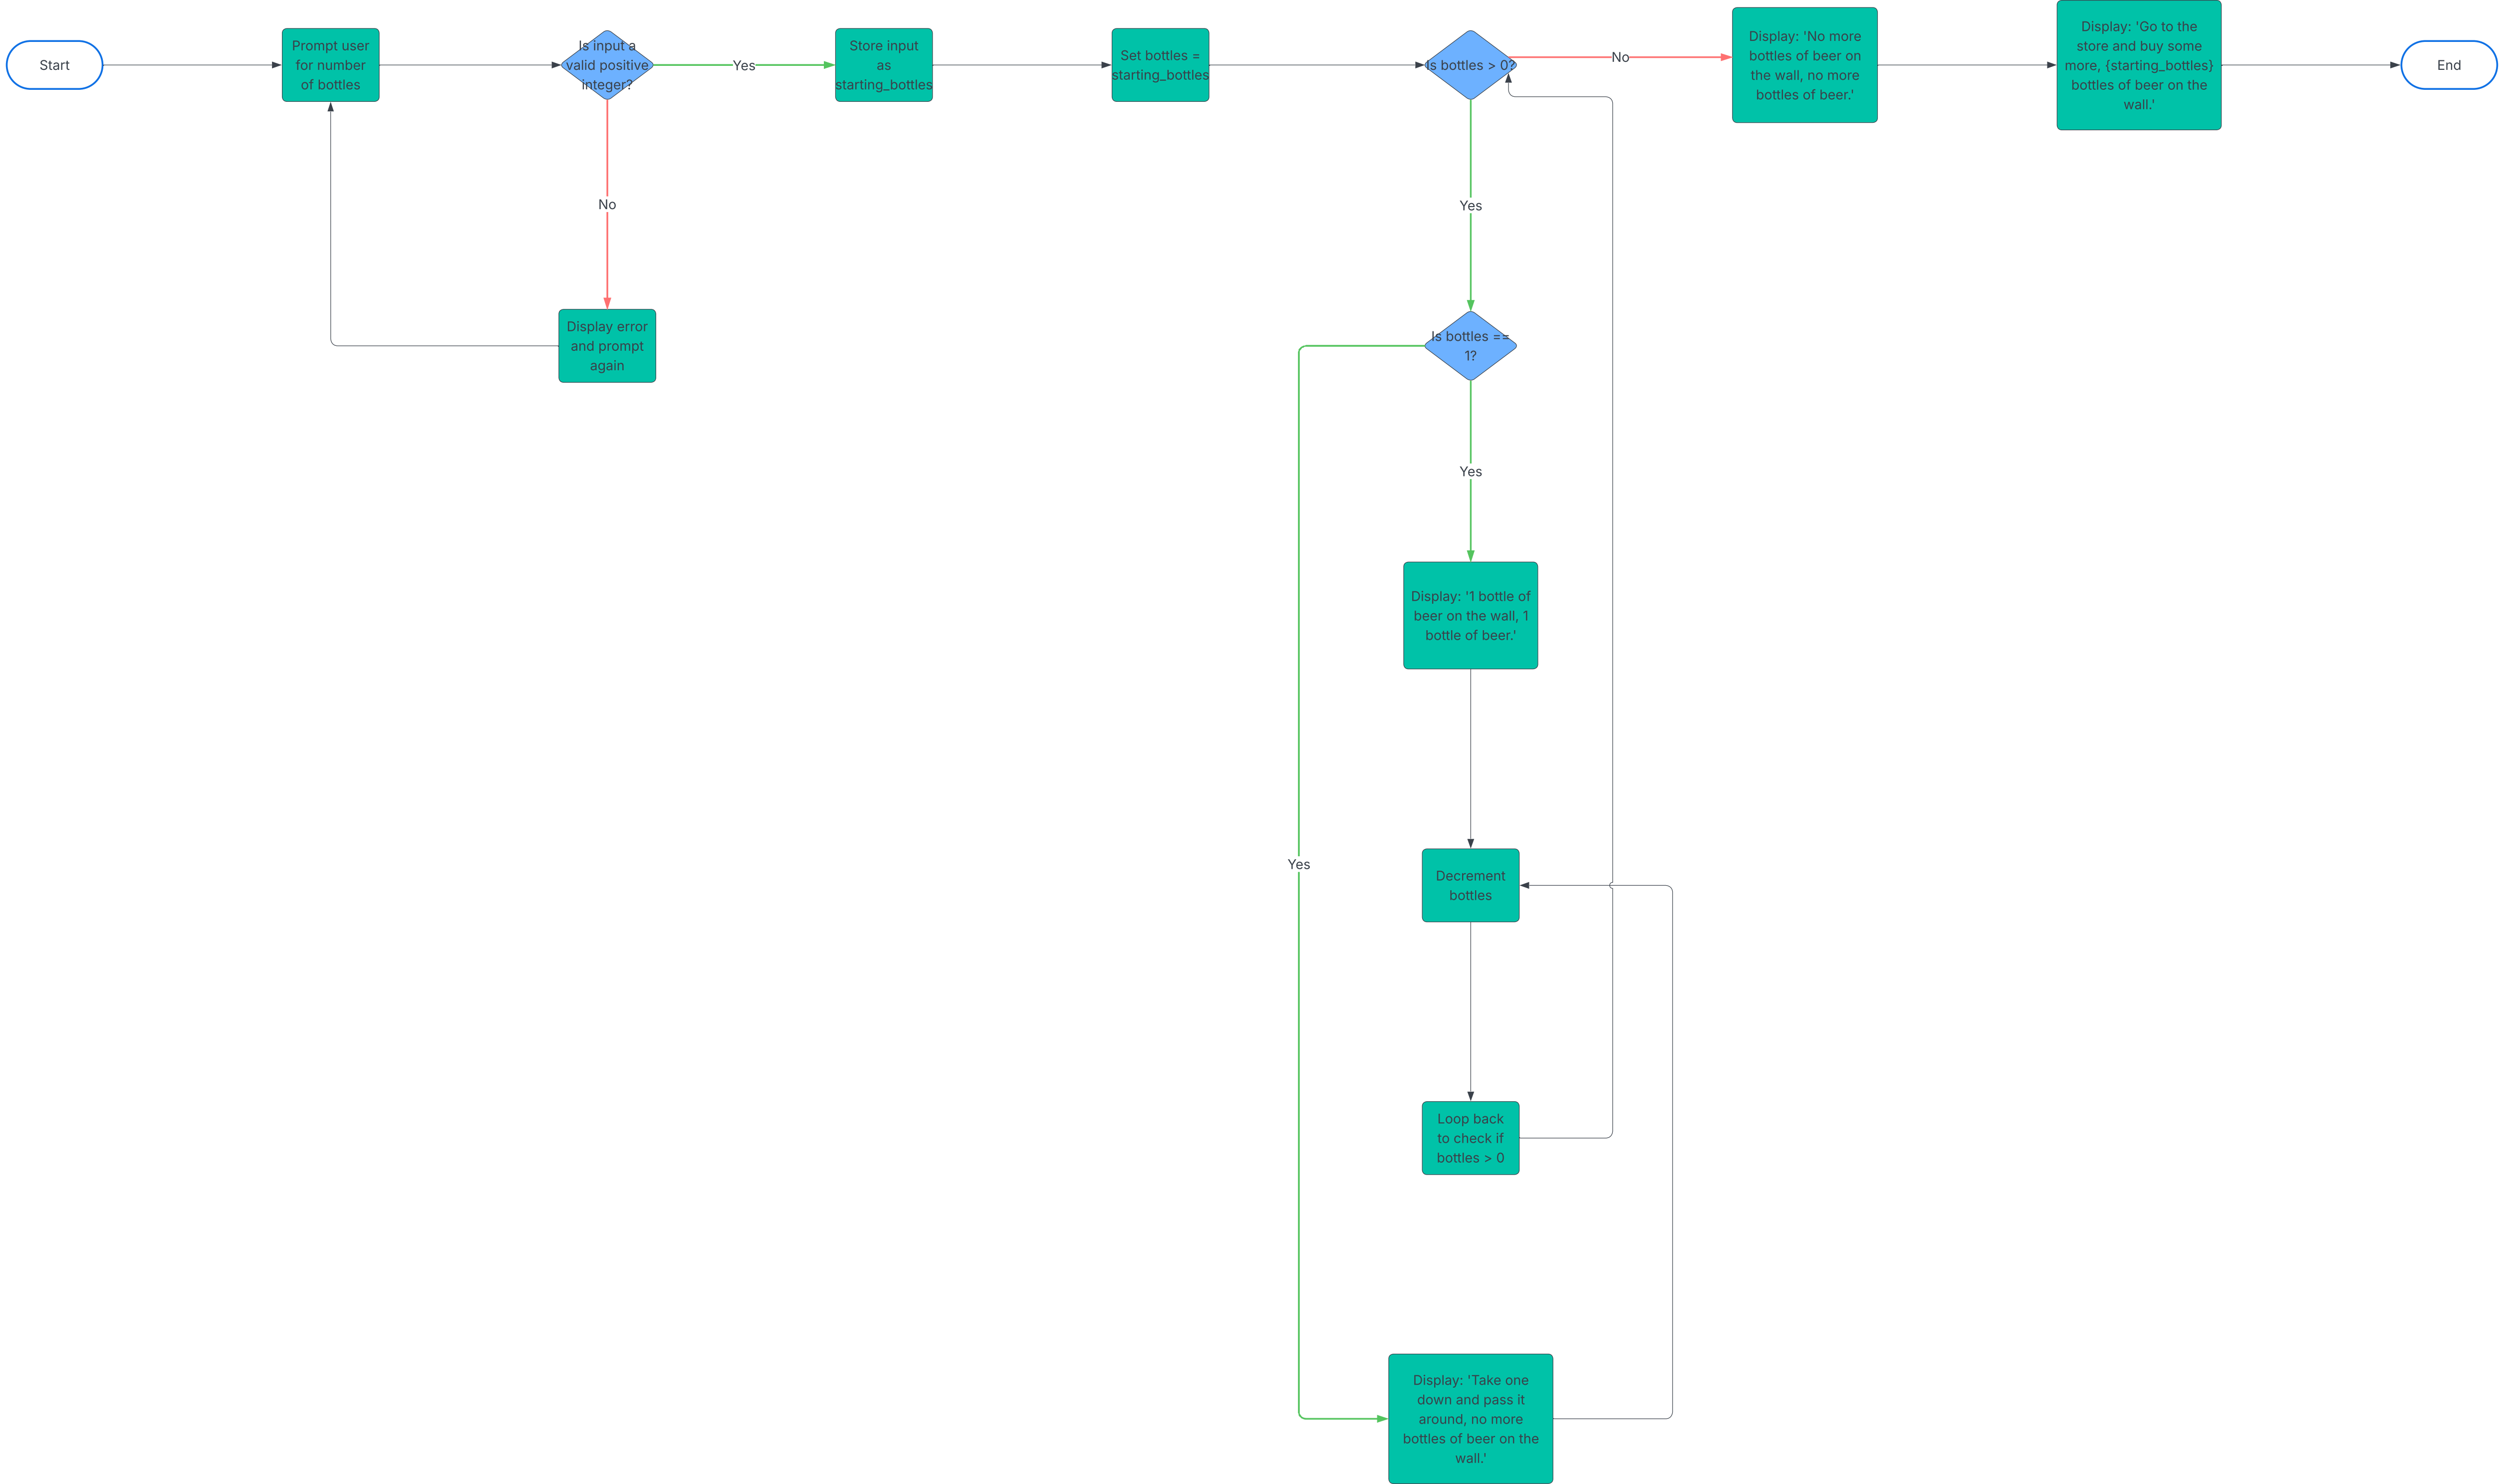 Start
Prompt user
for number
of bottles
Is input a
valid positive
integer?
Yes
Store input
as
starting_bottles
Set bottles =
starting_bottles
Is bottles > 0?
No
Display: 'No more
bottles of beer on
the wall, no more
bottles of beer.'
Display: 'Go to the
store and buy some
more, {starting_bottles}
bottles of beer on the
wall.'
End
No
Yes
Display error
and prompt
again
Is bottles ==
1?
Yes
Display: '1 bottle of
beer on the wall, 1
bottle of beer.'
Yes
Decrement
bottles
Loop back
to check if
bottles > 0
Display: 'Take one
down and pass it
around, no more
bottles of beer on the
wall.'